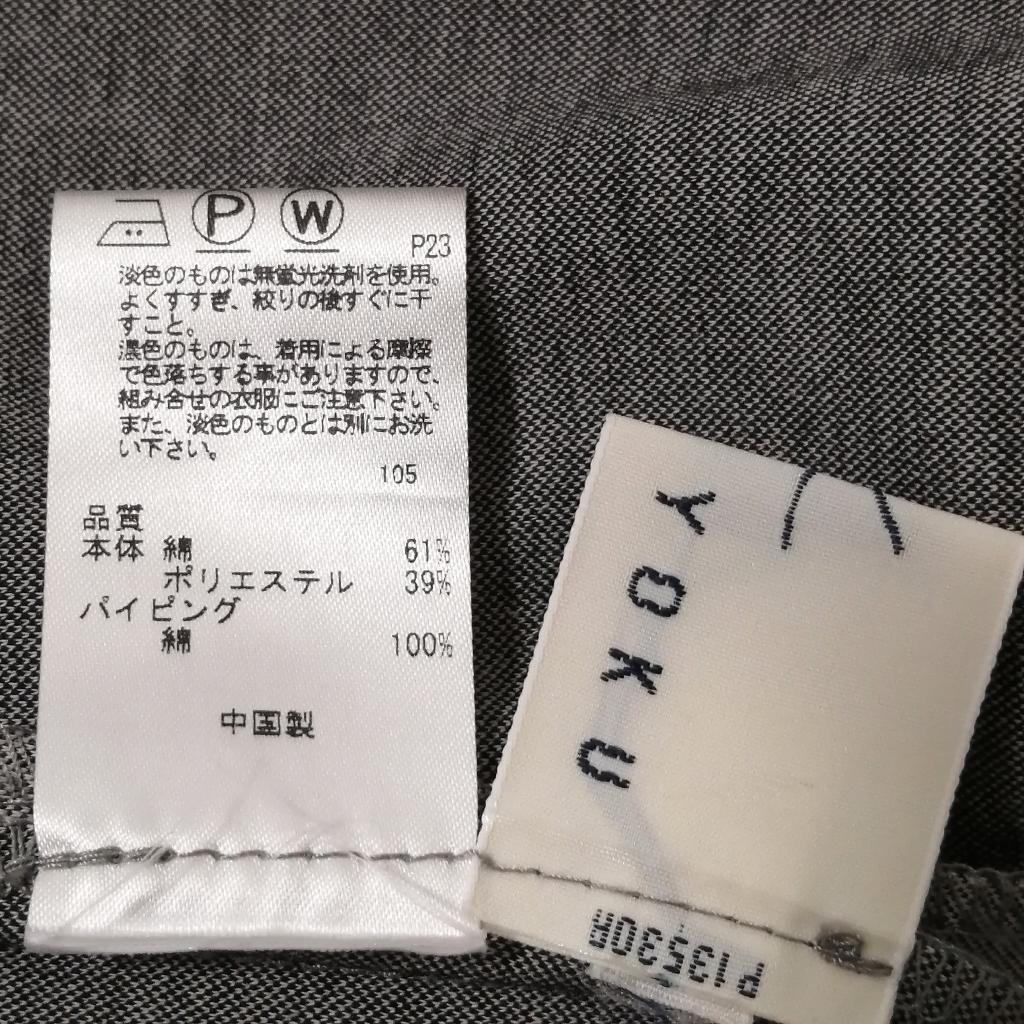 P W
P23
淡色のものは無蛍光洗剤を使用。
よくすすぎ、絞りの後すぐに干
すこと。
濃色のものは、着用による摩擦
で色落ちする事がありますので、
組み合せの衣服にご注意下さい。
また、淡色のものとは別にお洗
い下さい。
105
品質
本体 綿 61%
ポリエステル 39%
パイピング
綿 100%
中国製
YOKU